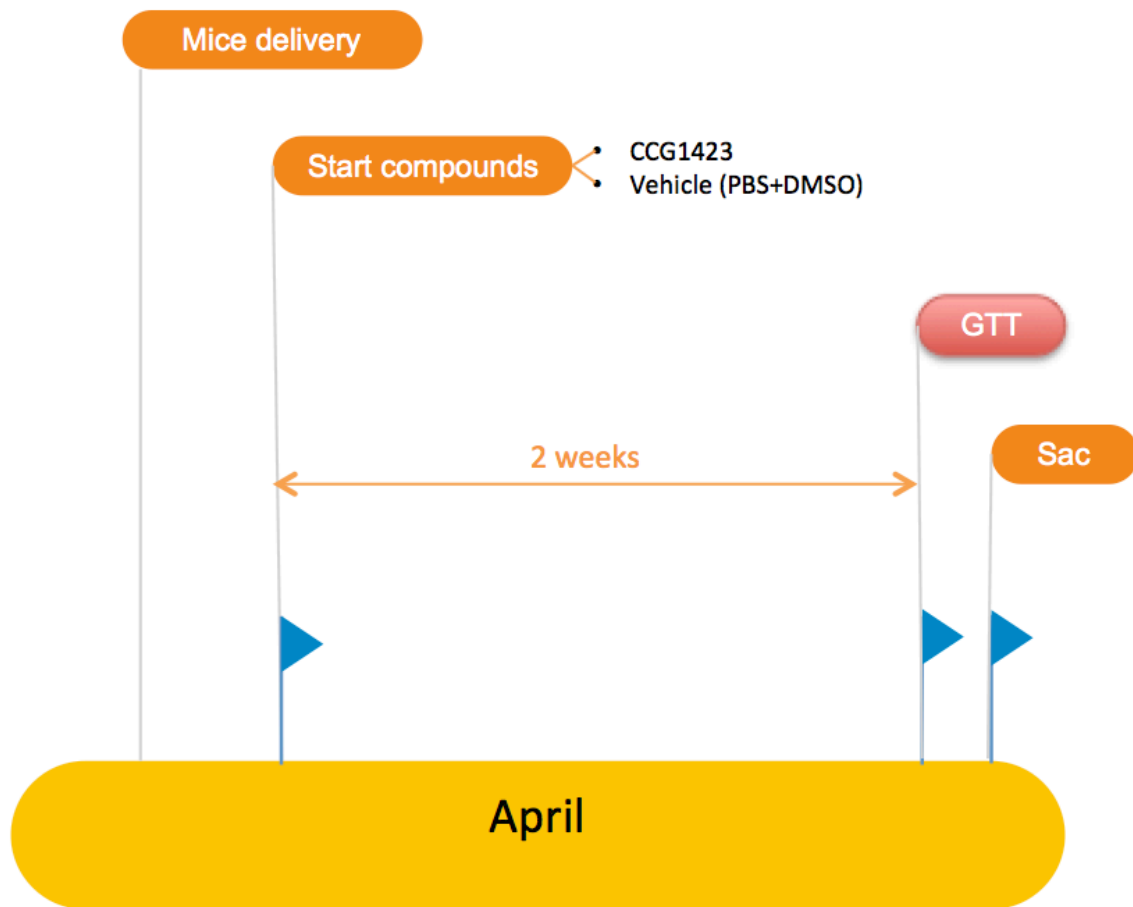 Mice delivery
Start compounds
• CCG1423
• Vehicle (PBS+DMSO)
GTT
Sac
2 weeks
April